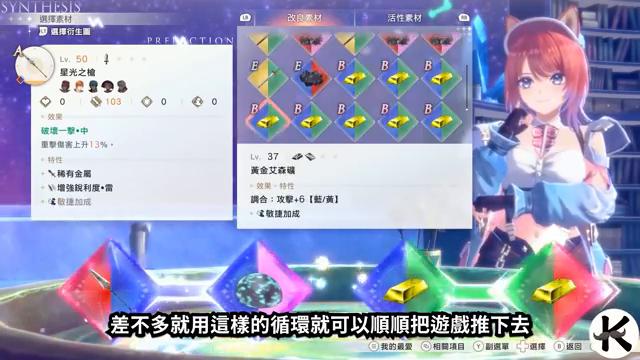 SYNTHESIS
選擇素材
選擇衍生圖
PREDICTION
Lv. 50
星光之槍
0 103 0 0
效果
破壞一擊•中
重擊傷害上升13%。
特性
稀有金屬
增強銳利度•雷
敏捷加成
LB 改良素材 活性素材 RB
E E
B B B B B
B B B B B
Lv. 37
黃金艾森礦
效果・特性
調合：攻擊+6【藍/黃】
敏捷加成
差不多就用這樣的循環就可以順順把遊戲推下去
我的最愛 相關項目 Y 副選單 選擇 B 返回
K